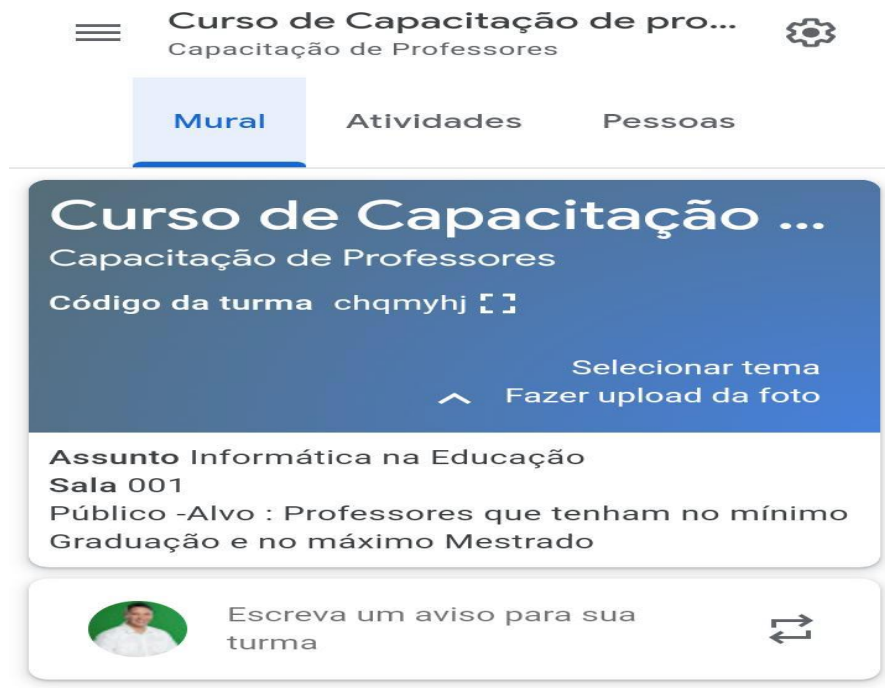 Curso de Capacitação de pro...
Capacitação de Professores
Mural Atividades Pessoas
Curso de Capacitação ...
Capacitação de Professores
Código da turma chqmyhj
Selecionar tema
Fazer upload da foto
Assunto Informática na Educação
Sala 001
Público -Alvo : Professores que tenham no mínimo
Graduação e no máximo Mestrado
Escreva um aviso para sua
turma